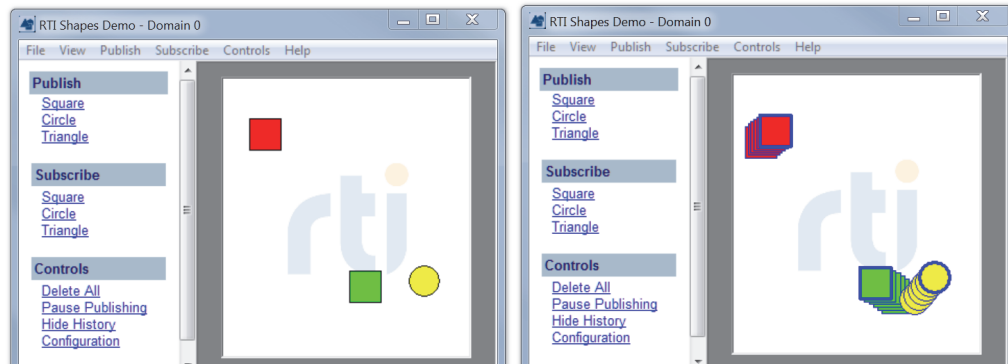 RTI Shapes Demo - Domain 0
File View Publish Subscribe Controls Help
Publish
Square
Circle
Triangle
Subscribe
Square
Circle
Triangle
Controls
Delete All
Pause Publishing
Hide History
Configuration
rti
RTI Shapes Demo - Domain 0
File View Publish Subscribe Controls Help
Publish
Square
Circle
Triangle
Subscribe
Square
Circle
Triangle
Controls
Delete All
Pause Publishing
Hide History
Configuration
rti